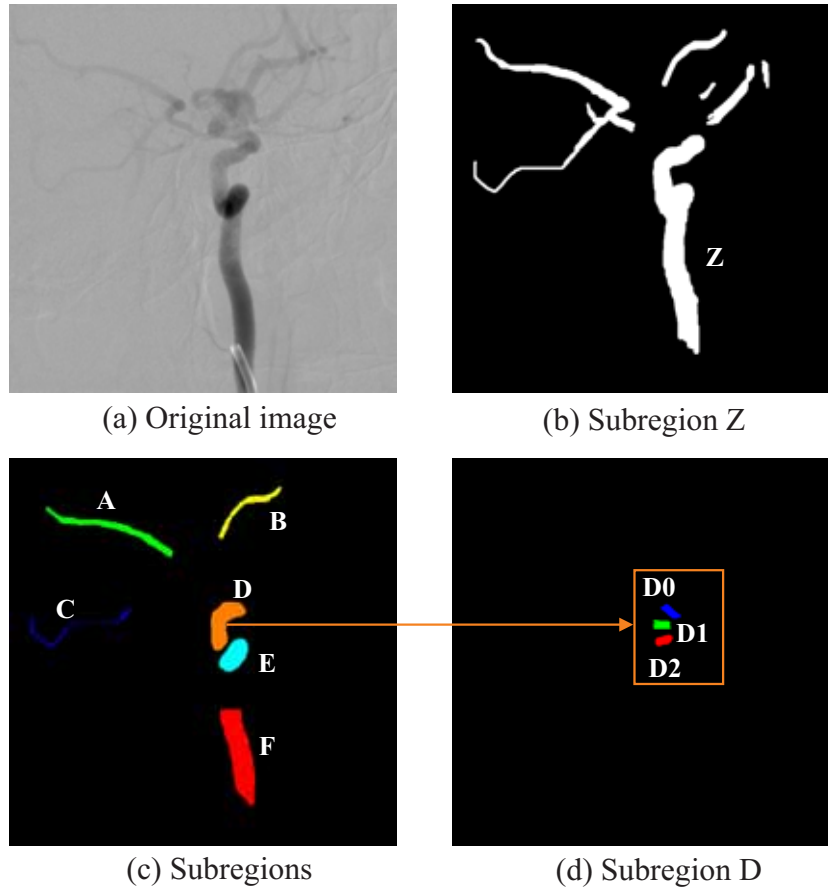 Z
(a) Original image
(b) Subregion Z
A
B
C
D
E
F
D0
D1
D2
(c) Subregions
(d) Subregion D